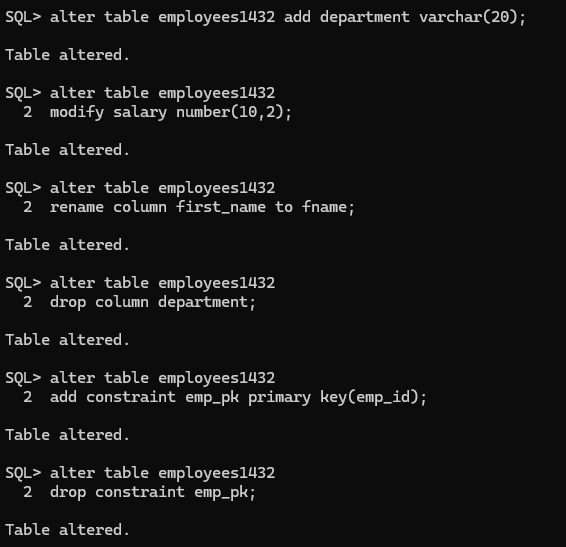 SQL> alter table employees1432 add department varchar(20);
Table altered.
SQL> alter table employees1432
2 modify salary number(10,2);
Table altered.
SQL> alter table employees1432
2 rename column first_name to fname;
Table altered.
SQL> alter table employees1432
2 drop column department;
Table altered.
SQL> alter table employees1432
2 add constraint emp_pk primary key(emp_id);
Table altered.
SQL> alter table employees1432
2 drop constraint emp_pk;
Table altered.